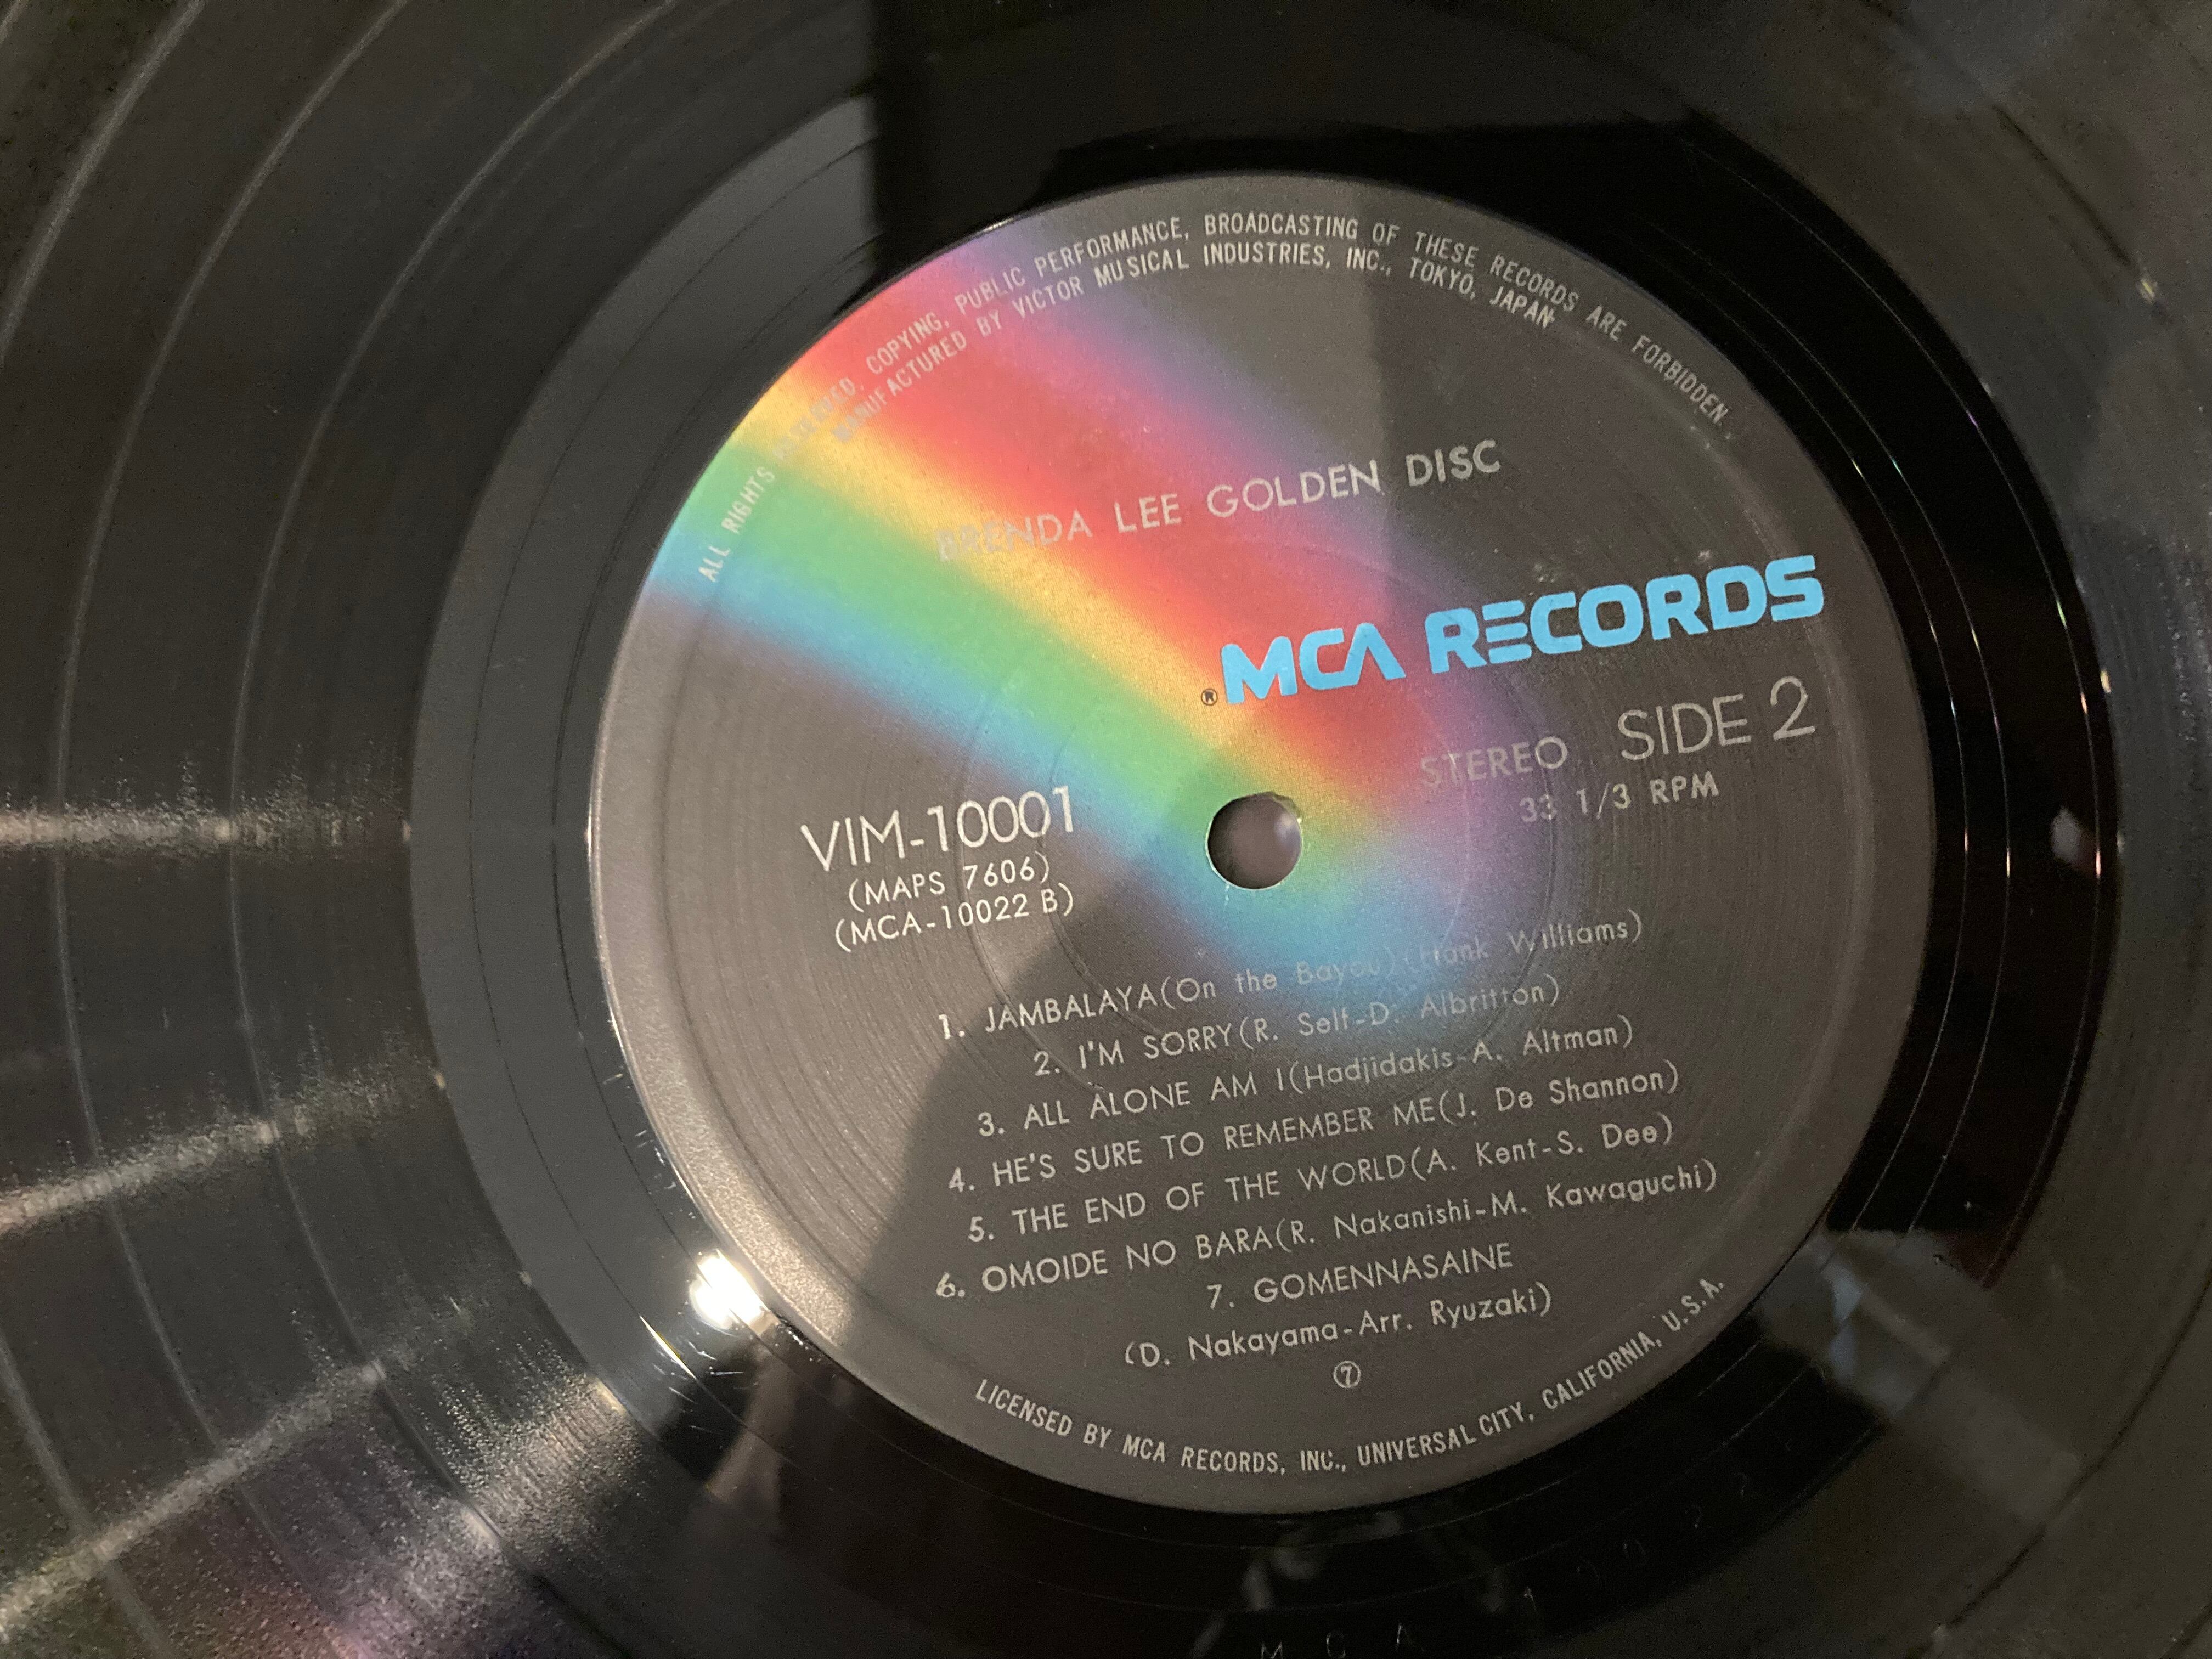 ALL RIGHTS RESERVED. COPYING, PUBLIC PERFORMANCE, BROADCASTING OF THESE RECORDS ARE FORBIDDEN.
MANUFACTURED BY VICTOR MUSICAL INDUSTRIES, INC., TOKYO, JAPAN
BRENDA LEE GOLDEN DISC
MCA RECORDS
®
STEREO SIDE 2
33 1/3 RPM
VIM-10001
(MAPS 7606)
(MCA-10022 B)
1. JAMBALAYA(On the Bayou)(Hank Williams)
2. I'M SORRY(R. Self-D. Albritton)
3. ALL ALONE AM I(Hadjidakis-A. Altman)
4. HE'S SURE TO REMEMBER ME(J. De Shannon)
5. THE END OF THE WORLD(A. Kent-S. Dee)
6. OMOIDE NO BARA(R. Nakanishi-M. Kawaguchi)
7. GOMENNASAINE
(D. Nakayama-Arr. Ryuzaki)
⑦
LICENSED BY MCA RECORDS, INC., UNIVERSAL CITY, CALIFORNIA, U.S.A.
M C A